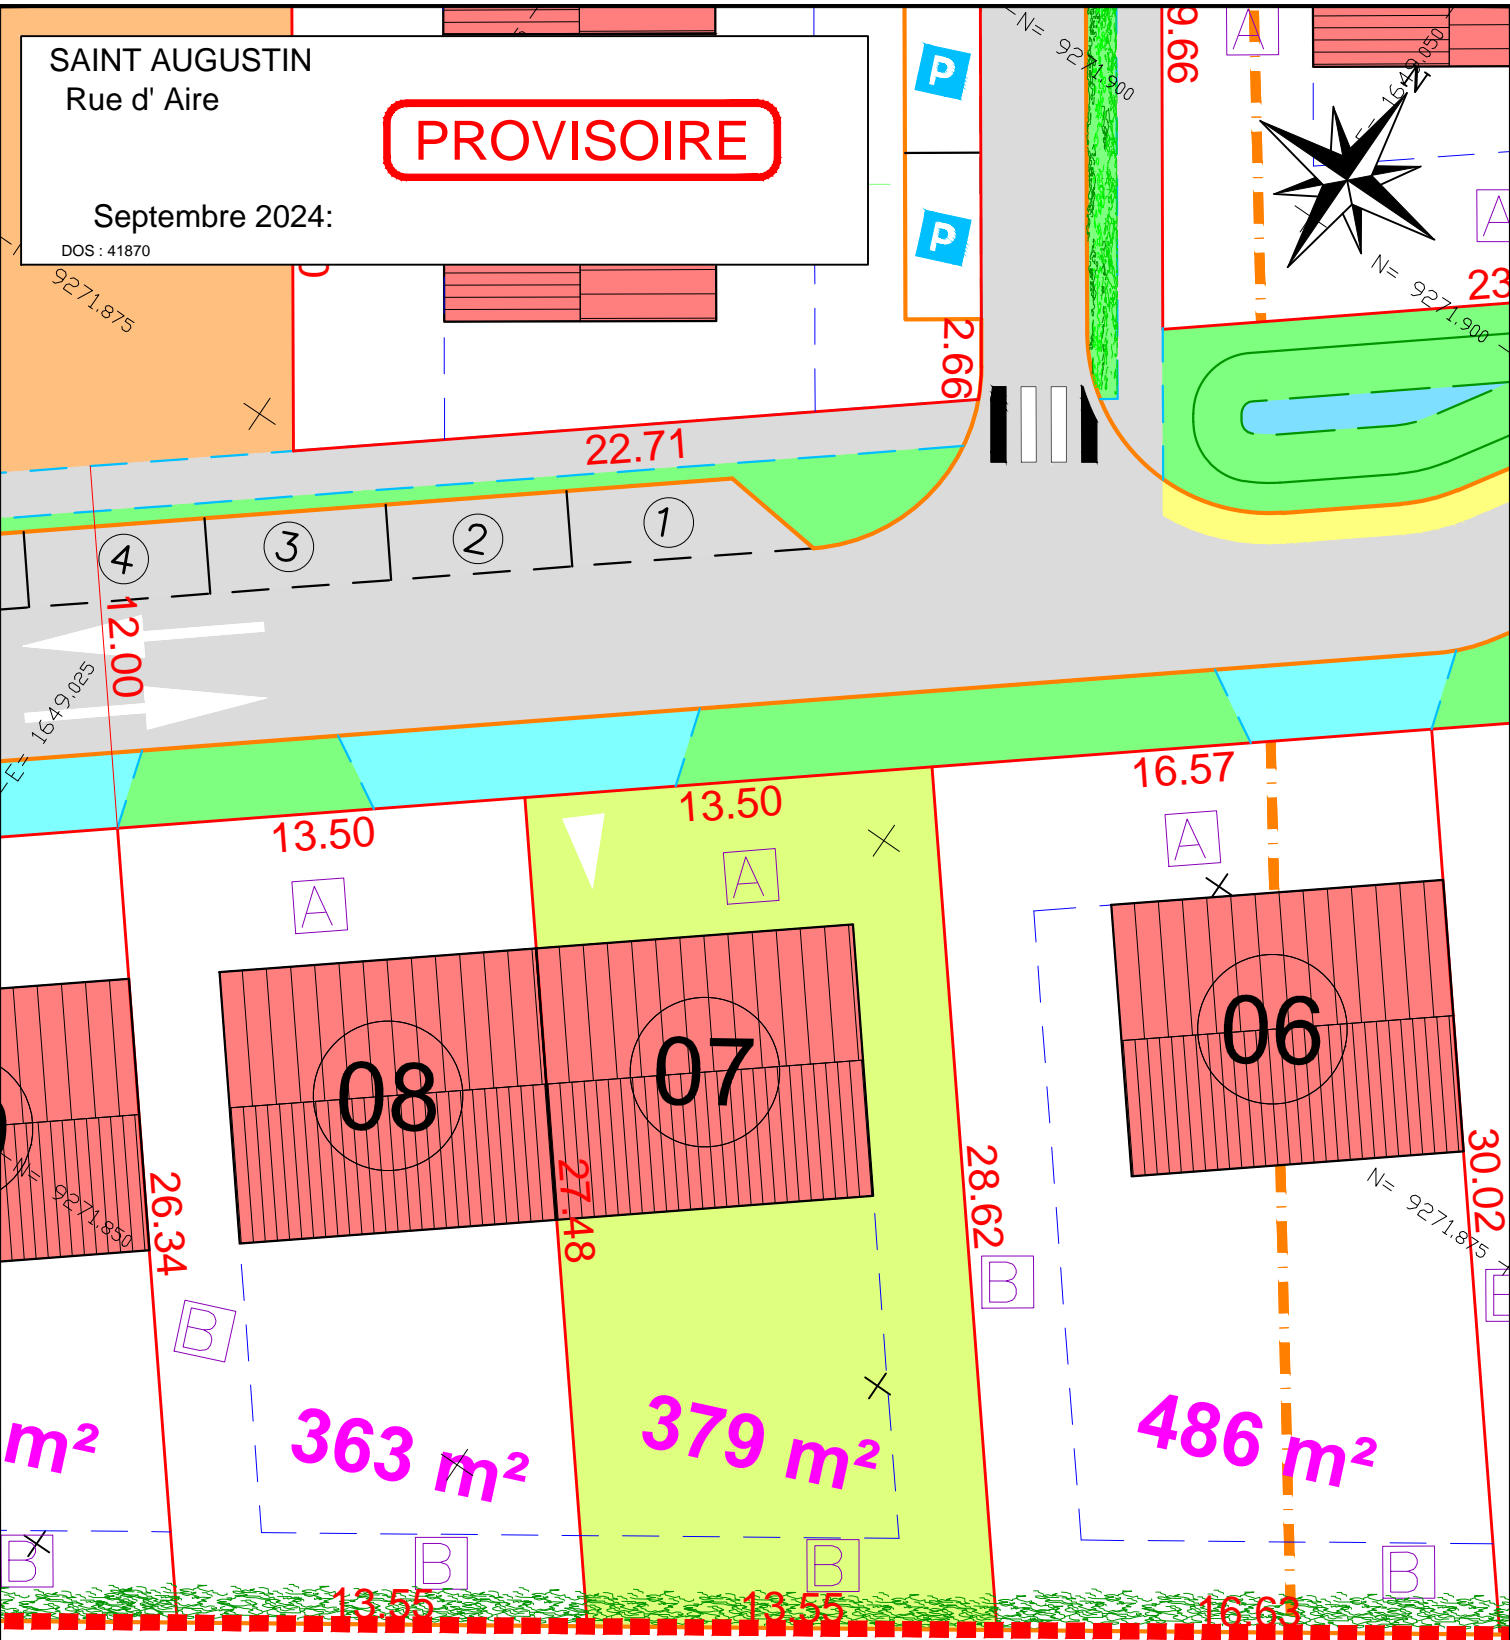 SAINT AUGUSTIN
Rue d' Aire
PROVISOIRE
Septembre 2024:
DOS : 41870
P
P
N= 9271.900
9.66
A
E= 1649.050
N
A
N= 9271.900
23
N= 9271.875
2.66
22.71
4
3
2
1
12.00
E= 1649.025
13.50
13.50
16.57
A
A
A
08
07
06
N= 9271.850
26.34
27.48
28.62
30.02
N= 9271.875
B
B
m²
363 m²
379 m²
486 m²
B
B
B
B
13.55
13.55
16.63